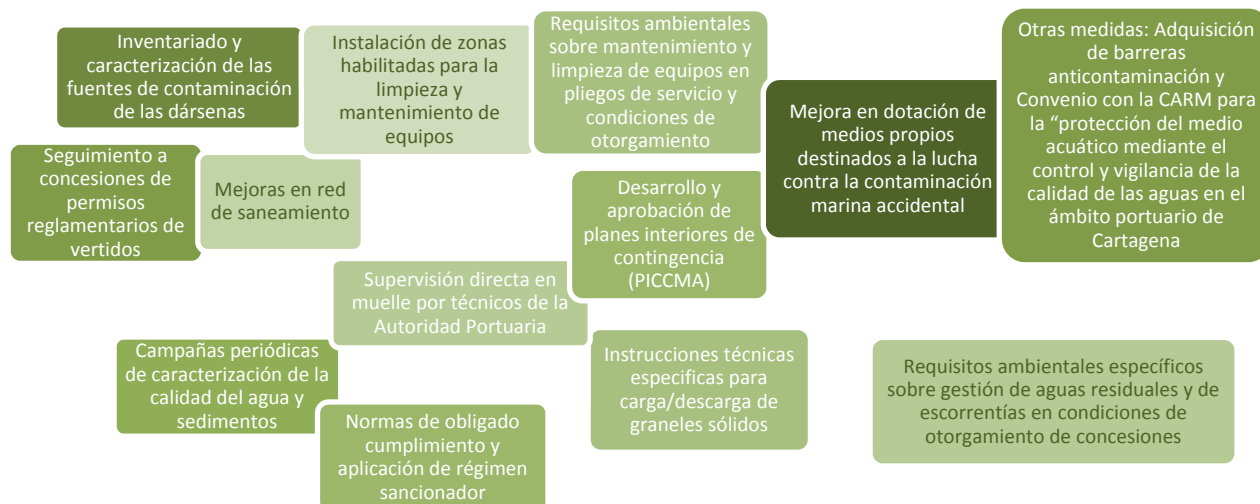 Inventariado y
caracterización de las
fuentes de contaminación
de las dársenas
Instalación de zonas
habilitadas para la
limpieza y
mantenimiento de
equipos
Requisitos ambientales
sobre mantenimiento y
limpieza de equipos en
pliegos de servicio y
condiciones de
otorgamiento
Mejora en dotación de
medios propios
destinados a la lucha
contra la contaminación
marina accidental
Otras medidas: Adquisición
de barreras
anticontaminación y
Convenio con la CARM para
la “protección del medio
acuático mediante el
control y vigilancia de la
calidad de las aguas en el
ámbito portuario de
Cartagena
Seguimiento a
concesiones de
permisos
reglamentarios de
vertidos
Mejoras en red
de saneamiento
Desarrollo y
aprobación de
planes interiores de
contingencia
(PICCMA)
Supervisión directa en
muelle por técnicos de la
Autoridad Portuaria
Campañas periódicas
de caracterización de la
calidad del agua y
sedimentos
Normas de obligado
cumplimiento y
aplicación de régimen
sancionador
Instrucciones técnicas
especificas para
carga/descarga de
graneles sólidos
Requisitos ambientales específicos
sobre gestión de aguas residuales y de
escorrentías en condiciones de
otorgamiento de concesiones